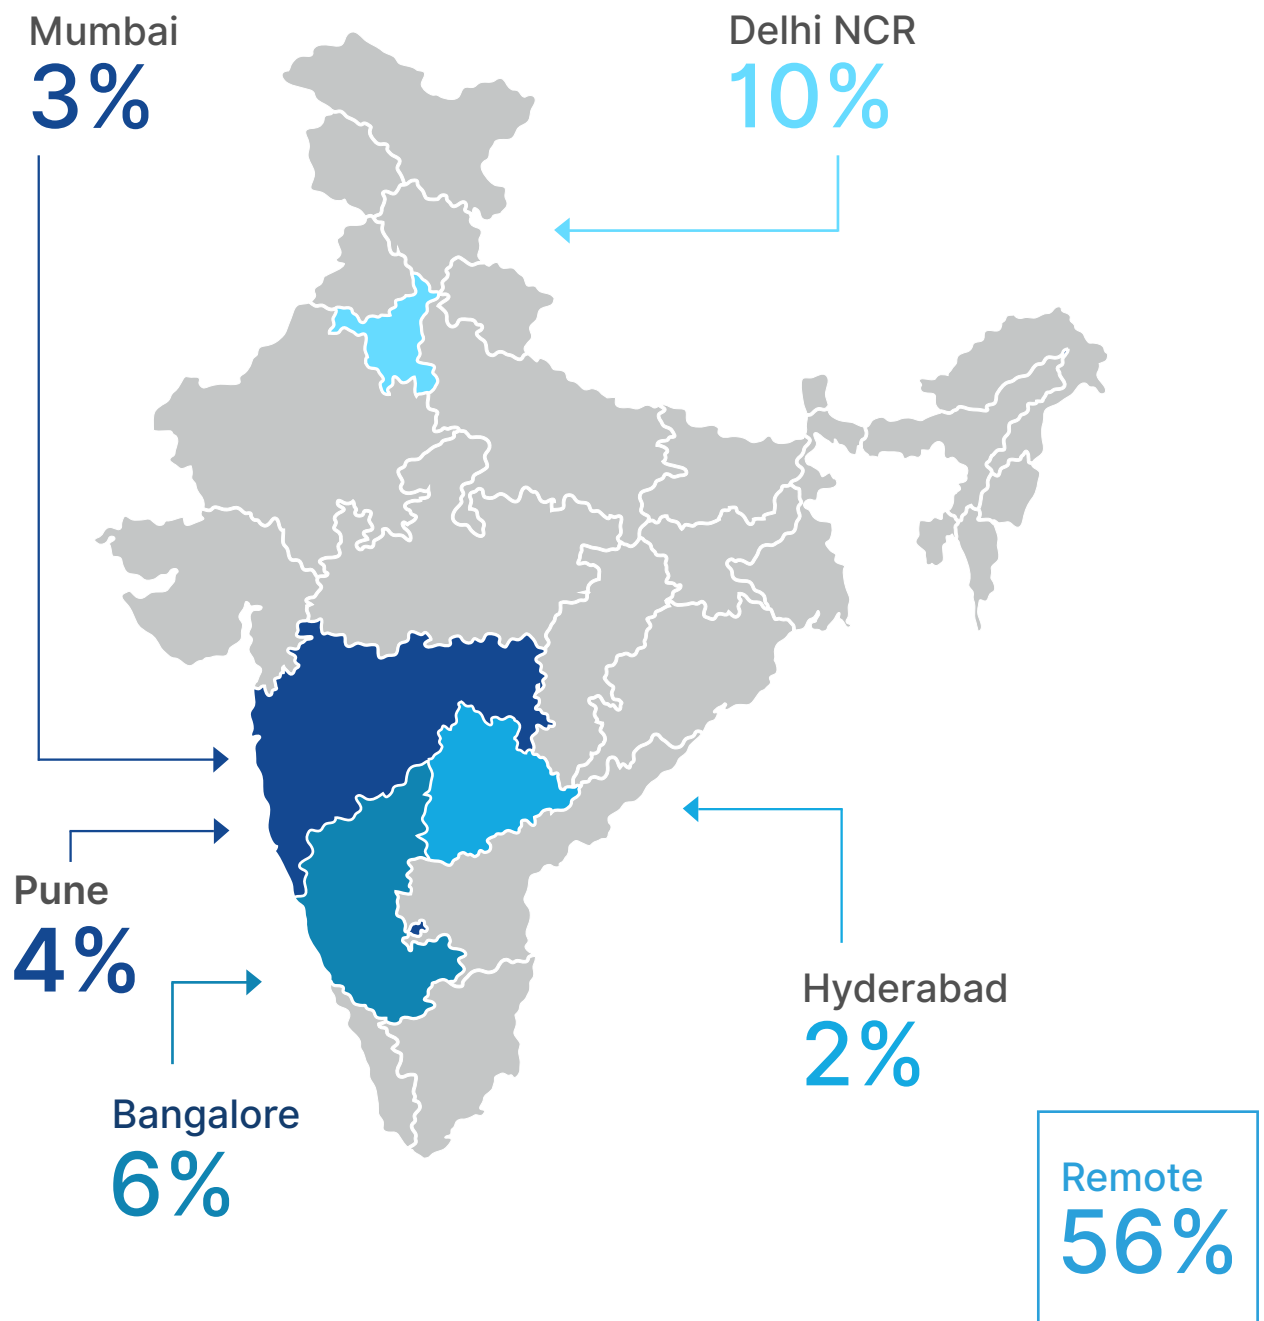 Mumbai
3%
Delhi NCR
10%
Pune
4%
Bangalore
6%
Hyderabad
2%
Remote
56%